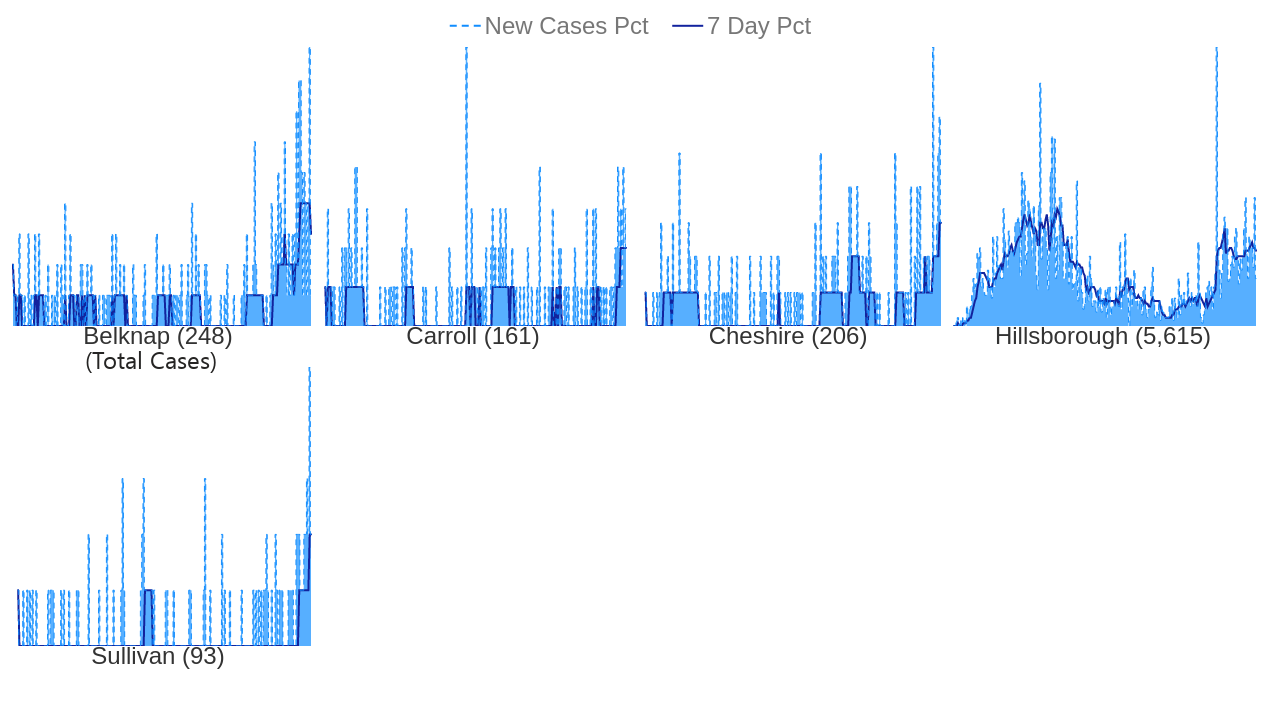 New Cases Pct 7 Day Pct
Belknap (248) Carroll (161) Cheshire (206) Hillsborough (5,615)
(Total Cases)
Sullivan (93)